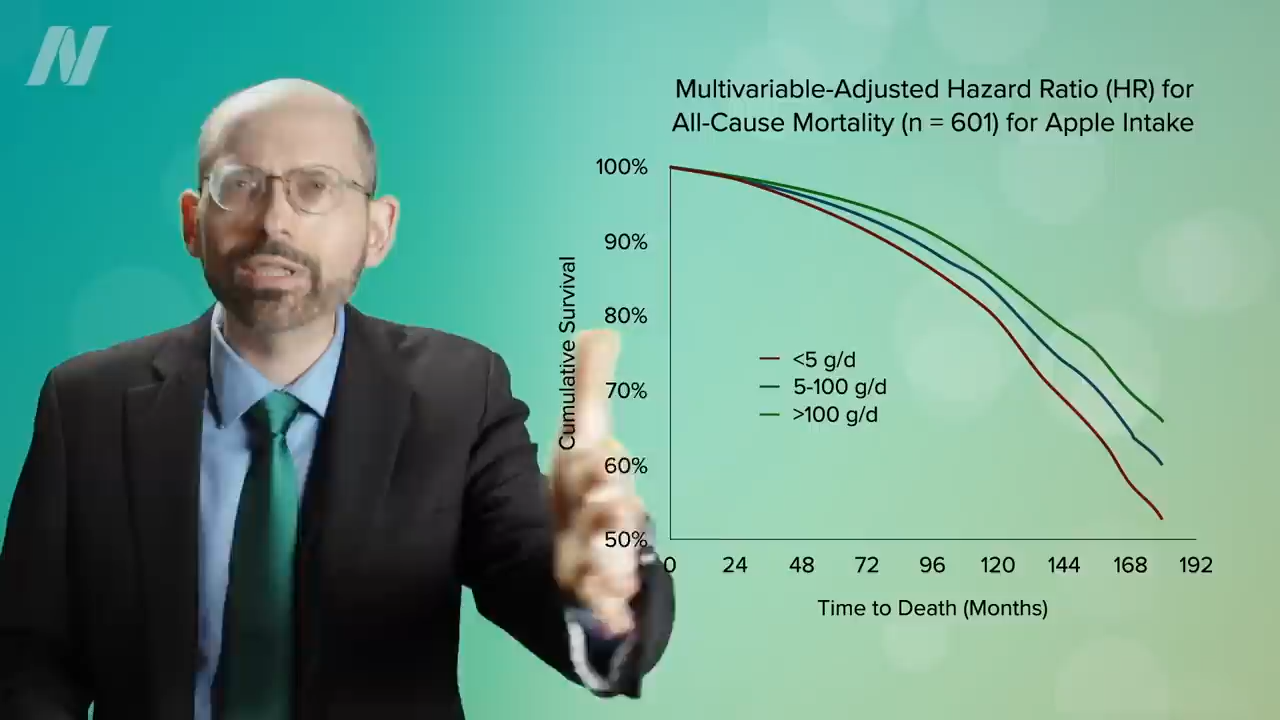 Multivariable-Adjusted Hazard Ratio (HR) for
All-Cause Mortality (n = 601) for Apple Intake
100%
90%
80%
70%
60%
50%
Cumulative Survival
<5 g/d
5-100 g/d
>100 g/d
0 24 48 72 96 120 144 168 192
Time to Death (Months)